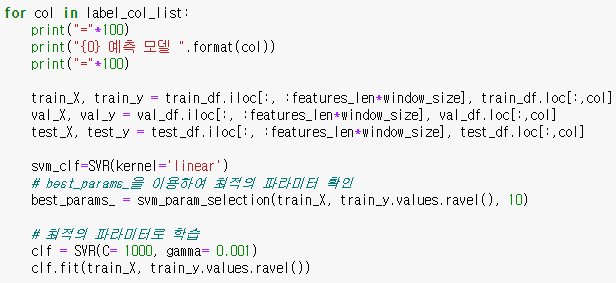 for col in label_col_list:
    print("="*100)
    print("{0} 예측 모델 ".format(col))
    print("="*100)

    train_X, train_y = train_df.iloc[:, :features_len*window_size], train_df.loc[:,col]
    val_X, val_y = val_df.iloc[:, :features_len*window_size], val_df.loc[:,col]
    test_X, test_y = test_df.iloc[:, :features_len*window_size], test_df.loc[:,col]

    svm_clf=SVR(kernel='linear')
    # best_params_을 이용하여 최적의 파라미터 확인
    best_params_ = svm_param_selection(train_X, train_y.values.ravel(), 10)

    # 최적의 파라미터로 학습
    clf = SVR(C= 1000, gamma= 0.001)
    clf.fit(train_X, train_y.values.ravel())